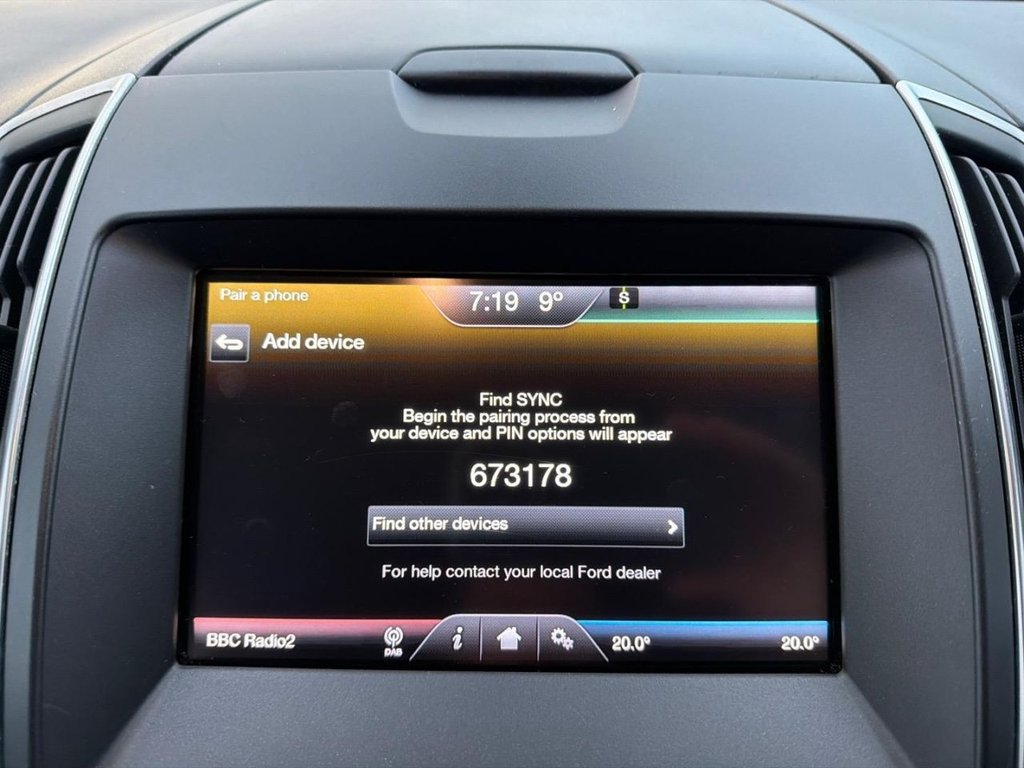 Pair a phone
7:19 9°
S
Add device
Find SYNC
Begin the pairing process from
your device and PIN options will appear
673178
Find other devices
For help contact your local Ford dealer
BBC Radio2
DAB
i
20.0°
20.0°